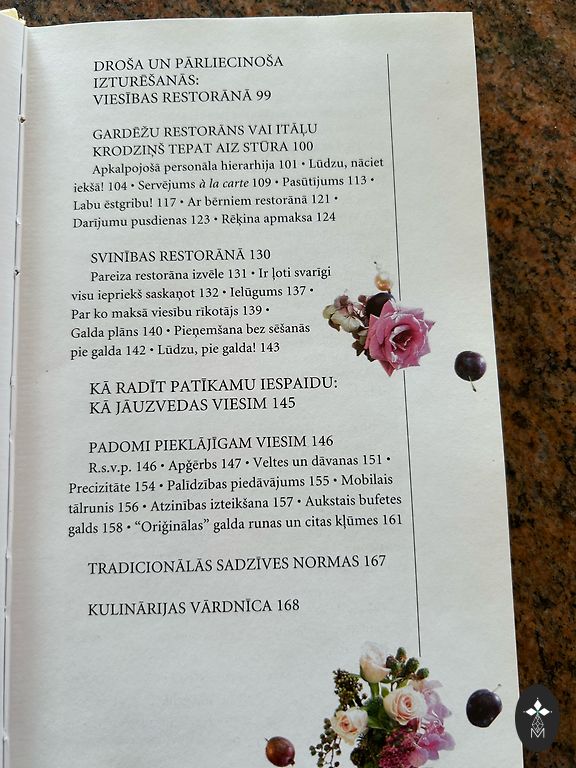 DROŠA UN PĀRLIECINOŠA
IZTURĒŠANĀS:
VIESĪBAS RESTORĀNĀ 99
GARDĒŽU RESTORĀNS VAI ITĀĻU
KRODZIŅŠ TEPAT AIZ STŪRA 100
Apkalpojošā personāla hierarhija 101 • Lūdzu, nāciet
iekšā! 104 • Servējums à la carte 109 • Pasūtījums 113 •
Labu ēstgribu! 117 • Ar bērniem restorānā 121 •
Darījumu pusdienas 123 • Rēķina apmaksa 124
SVINĪBAS RESTORĀNĀ 130
Pareiza restorāna izvēle 131 • Ir ļoti svarīgi
visu iepriekš saskaņot 132 • Ielūgums 137 •
Par ko maksā viesību rīkotājs 139 •
Galda plāns 140 • Pieņemšana bez sēšanās
pie galda 142 • Lūdzu, pie galda! 143
KĀ RADĪT PATĪKAMU IESPAIDU:
KĀ JĀUZVEDAS VIESIM 145
PADOMI PIEKLĀJĪGAM VIESIM 146
R.s.v.p. 146 • Apģērbs 147 • Veltes un dāvanas 151 •
Precizitāte 154 • Palīdzības piedāvājums 155 • Mobilais
tālrunis 156 • Atzinības izteikšana 157 • Aukstais bufetes
galds 158 • “Oriģinālas” galda runas un citas kļūmes 161
TRADICIONĀLĀS SADZĪVES NORMAS 167
KULINĀRIJAS VĀRDNĪCA 168
M